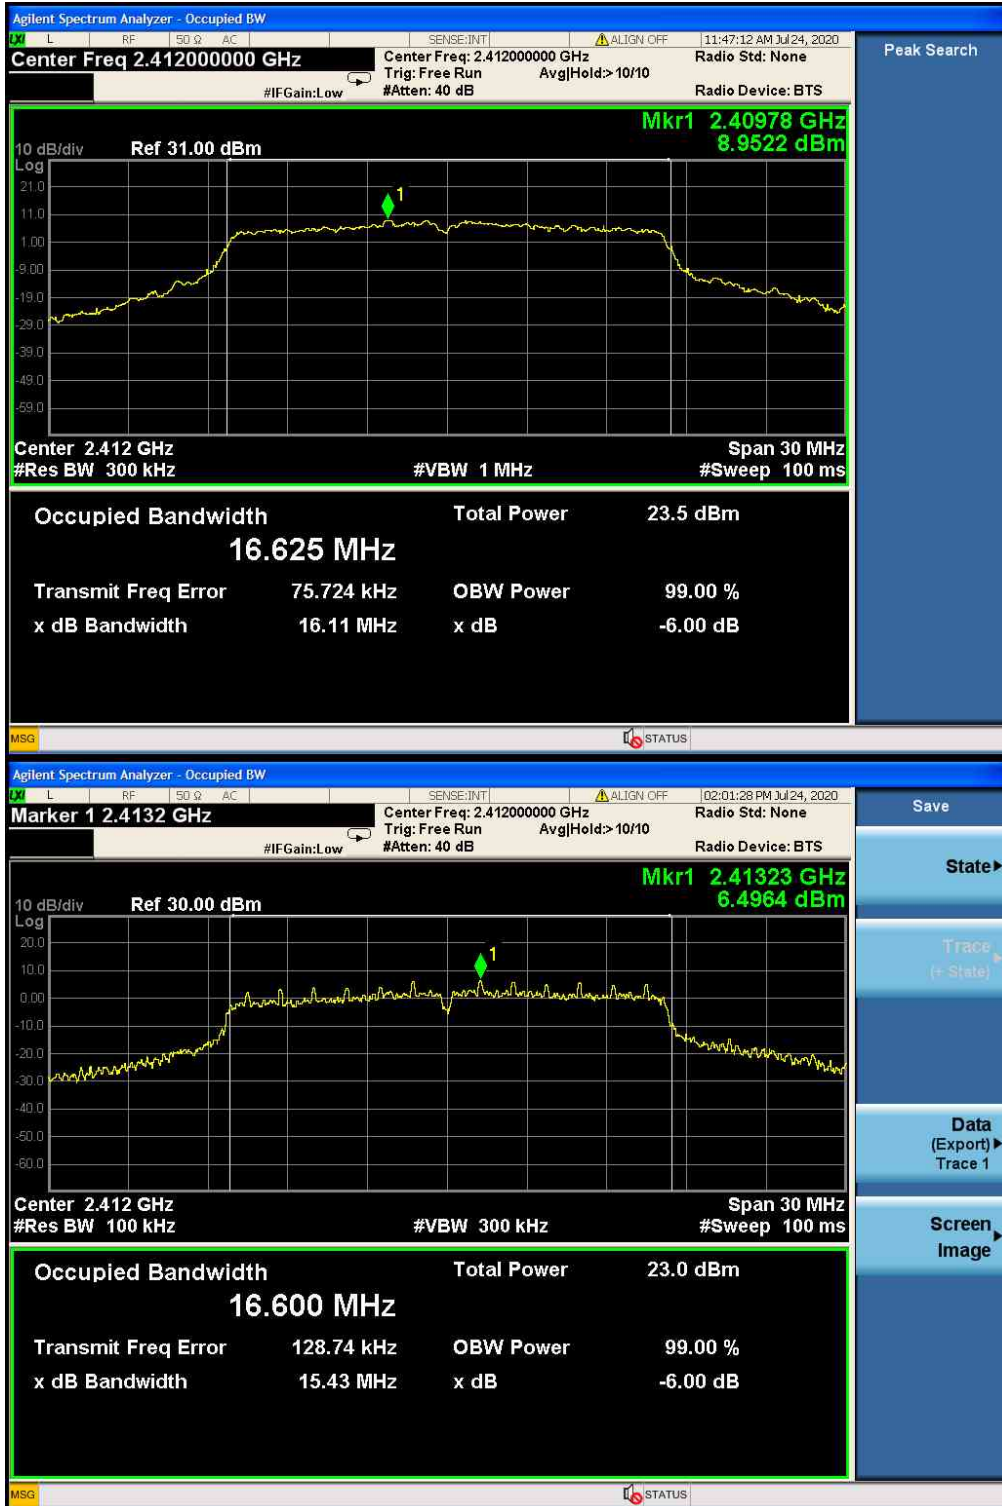 Agilent Spectrum Analyzer - Occupied BW
LXI L RF 50 Ω AC SENSE:INT ALIGN OFF 11:47:12 AM Jul 24, 2020
Center Freq 2.412000000 GHz
Center Freq: 2.412000000 GHz
Radio Std: None
Trig: Free Run Avg|Hold:> 10/10
#IFGain:Low #Atten: 40 dB Radio Device: BTS
Peak Search
Mkr1 2.40978 GHz
8.9522 dBm
10 dB/div Ref 31.00 dBm
Log
21.0
1
11.0
1.00
-9.00
-19.0
-29.0
-39.0
-49.0
-59.0
Center 2.412 GHz Span 30 MHz
#Res BW 300 kHz #VBW 1 MHz #Sweep 100 ms
Occupied Bandwidth Total Power 23.5 dBm
16.625 MHz
Transmit Freq Error 75.724 kHz OBW Power 99.00 %
x dB Bandwidth 16.11 MHz x dB -6.00 dB
MSG STATUS
Agilent Spectrum Analyzer - Occupied BW
LXI L RF 50 Ω AC SENSE:INT ALIGN OFF 02:01:28 PM Jul 24, 2020
Marker 1 2.4132 GHz
Center Freq: 2.412000000 GHz
Radio Std: None
Trig: Free Run Avg|Hold:> 10/10
#IFGain:Low #Atten: 40 dB Radio Device: BTS
Save
State
Trace
(+ State)
Data
(Export)
Trace 1
Screen
Image
Mkr1 2.41323 GHz
6.4964 dBm
10 dB/div Ref 30.00 dBm
Log
20.0
1
10.0
0.00
-10.0
-20.0
-30.0
-40.0
-50.0
-60.0
Center 2.412 GHz Span 30 MHz
#Res BW 100 kHz #VBW 300 kHz #Sweep 100 ms
Occupied Bandwidth Total Power 23.0 dBm
16.600 MHz
Transmit Freq Error 128.74 kHz OBW Power 99.00 %
x dB Bandwidth 15.43 MHz x dB -6.00 dB
MSG STATUS